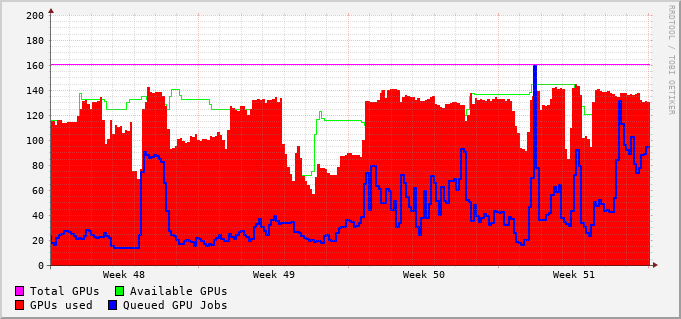 200
180
160
140
120
100
80
60
40
20
0
Week 48 Week 49 Week 50 Week 51
Total GPUs Available GPUs
GPUs used Queued GPU Jobs
RRDTOOL / TOBI OETIKER